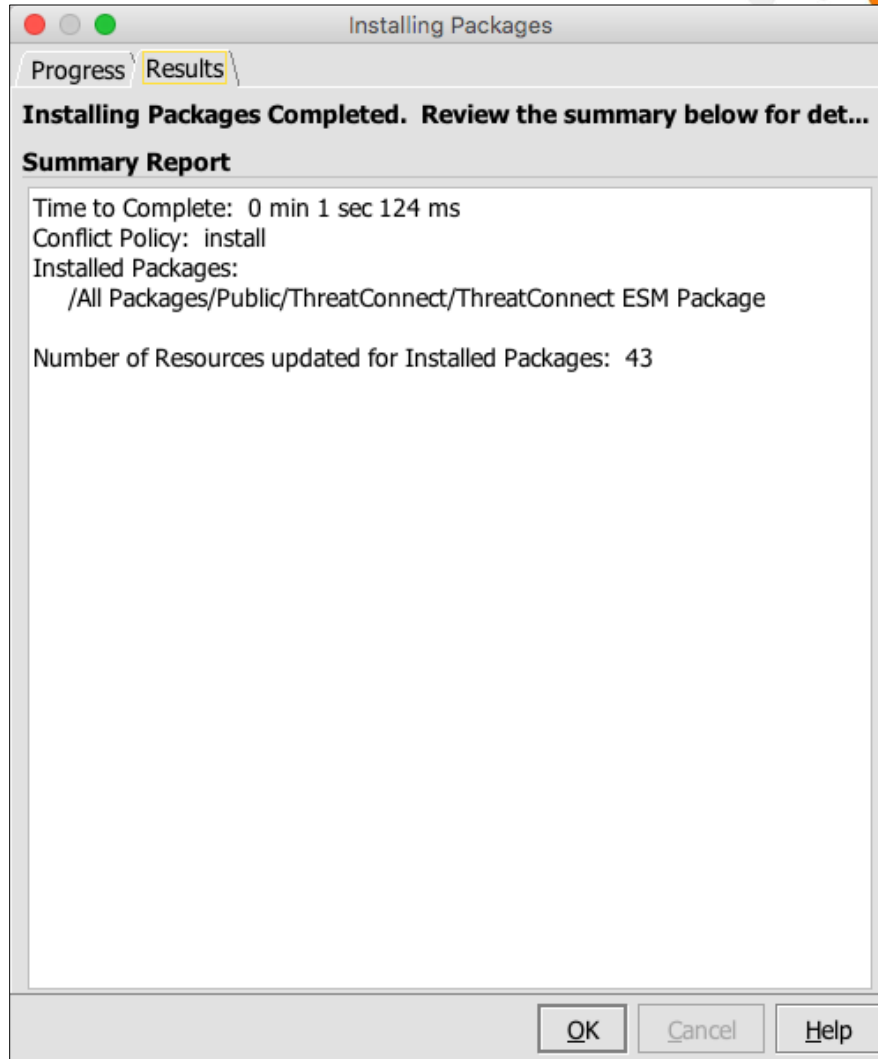 Installing Packages
Progress Results
Installing Packages Completed. Review the summary below for det...
Summary Report
Time to Complete: 0 min 1 sec 124 ms
Conflict Policy: install
Installed Packages:
/All Packages/Public/ThreatConnect/ThreatConnect ESM Package
Number of Resources updated for Installed Packages: 43
OK Cancel Help